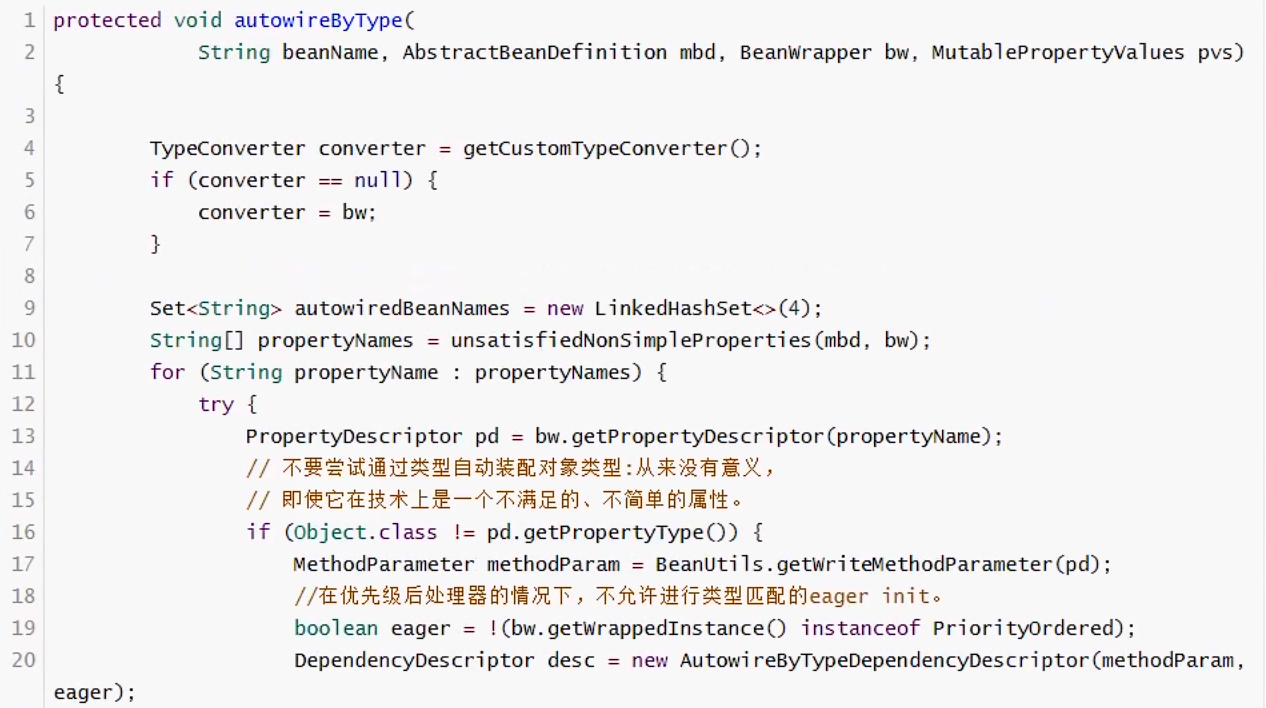 1 protected void autowireByType(
2 String beanName, AbstractBeanDefinition mbd, BeanWrapper bw, MutablePropertyValues pvs)
{
3
4 TypeConverter converter = getCustomTypeConverter();
5 if (converter == null) {
6 converter = bw;
7 }
8
9 Set<String> autowiredBeanNames = new LinkedHashSet<>(4);
10 String[] propertyNames = unsatisfiedNonSimpleProperties(mbd, bw);
11 for (String propertyName : propertyNames) {
12 try {
13 PropertyDescriptor pd = bw.getPropertyDescriptor(propertyName);
14 // 不要尝试通过类型自动装配对象类型:从来没有意义，
15 // 即使它在技术上是一个不满足的、不简单的属性。
16 if (Object.class != pd.getPropertyType()) {
17 MethodParameter methodParam = BeanUtils.getWriteMethodParameter(pd);
18 //在优先级后处理器的情况下，不允许进行类型匹配的eager init。
19 boolean eager = !(bw.getWrappedInstance() instanceof PriorityOrdered);
20 DependencyDescriptor desc = new AutowireByTypeDependencyDescriptor(methodParam,
eager);